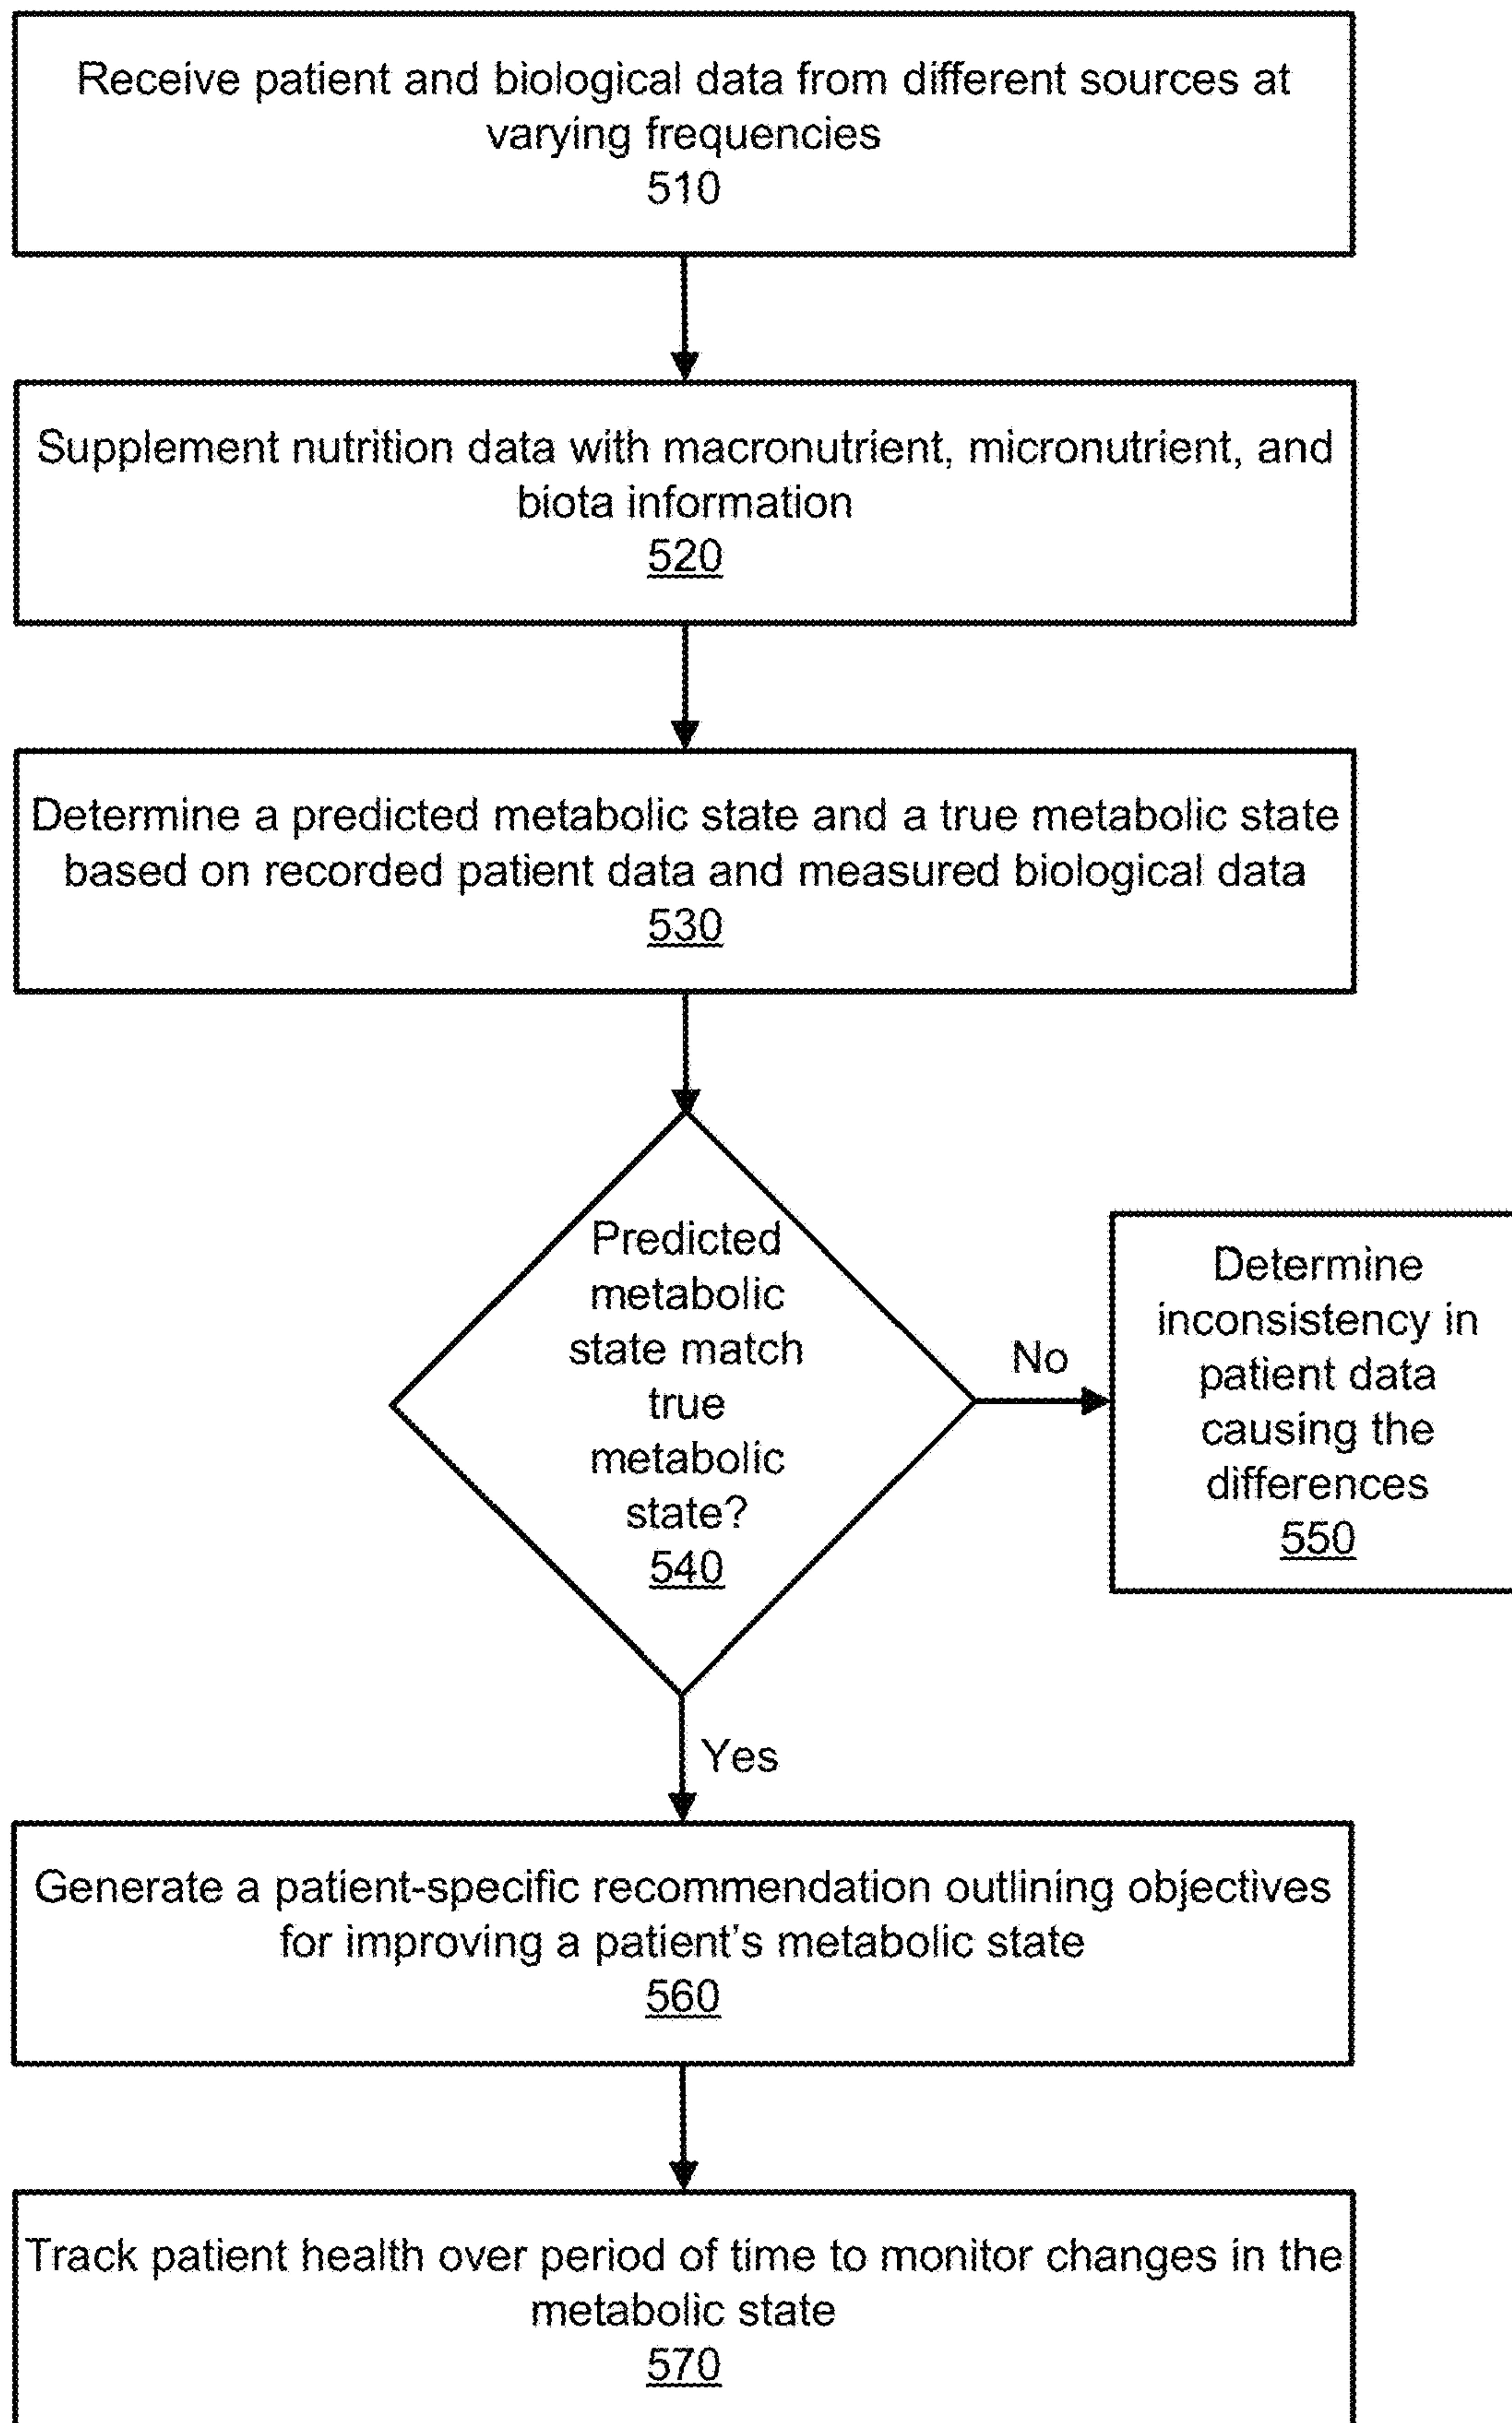 Receive patient and biological data from different sources at
varying frequencies
510
Supplement nutrition data with macronutrient, micronutrient, and
biota information
520
Determine a predicted metabolic state and a true metabolic state
based on recorded patient data and measured biological data
530
Predicted
metabolic
state match
true
metabolic
state?
540
No
Determine
inconsistency in
patient data
causing the
differences
550
Yes
Generate a patient-specific recommendation outlining objectives
for improving a patient’s metabolic state
560
Track patient health over period of time to monitor changes in the
metabolic state
570